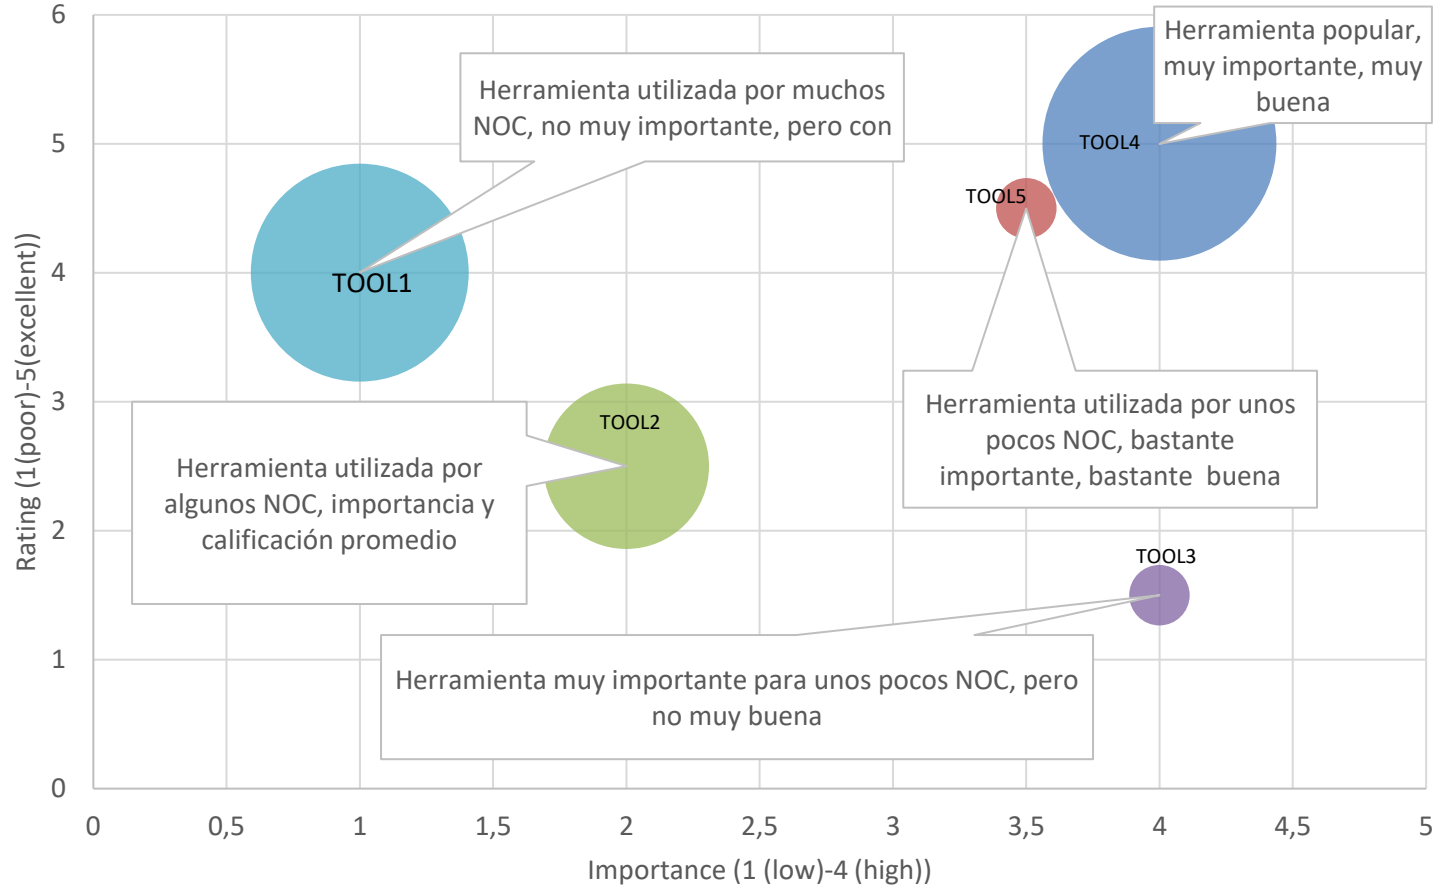 6
5
4
3
2
1
0
Rating (1(poor)-5(excellent))
Herramienta popular,
muy importante, muy
buena
Herramienta utilizada por muchos
NOC, no muy importante, pero con
TOOL4
TOOL5
TOOL1
Herramienta utilizada por unos
pocos NOC, bastante
importante, bastante  buena
TOOL2
Herramienta utilizada por
algunos NOC, importancia y
calificación promedio
TOOL3
Herramienta muy importante para unos pocos NOC, pero
no muy buena
0 0,5 1 1,5 2 2,5 3 3,5 4 4,5 5
Importance (1 (low)-4 (high))